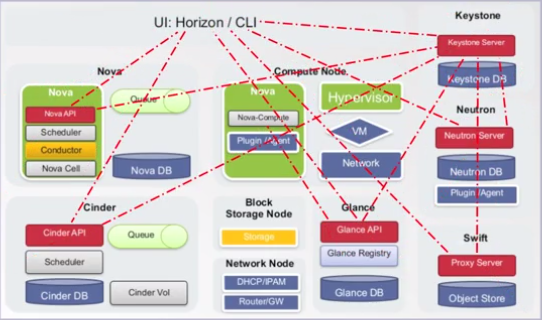 UI: Horizon / CLI
Keystone
Keystone Server
Keystone DB
Nova
Nova
Nova API
Scheduler
Conductor
Nova Cell
Queue
Nova DB
Compute Node
Nova
Nova-Compute
Plugin /Agent
Hypervisor
VM
Network
Neutron
Neutron Server
Neutron DB
Plugin /Agent
Cinder
Cinder API
Scheduler
Cinder DB
Queue
Cinder Vol
Block
Storage Node
Storage
Network Node
DHCP/IPAM
Router/GW
Glance
Glance API
Glance Registry
Glance DB
Swift
Proxy Server
Object Store